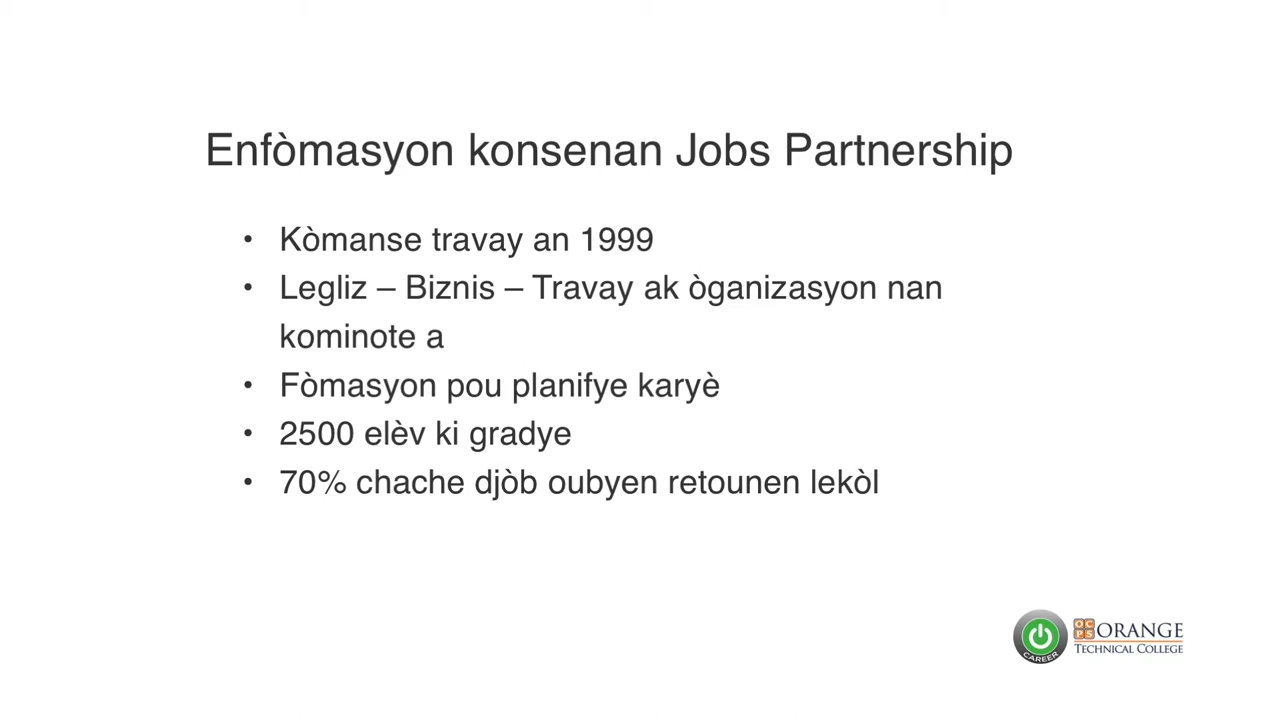 Enfòmasyon konsenan Jobs Partnership
• Kòmanse travay an 1999
• Legliz – Biznis – Travay ak òganizasyon nan
kominote a
• Fòmasyon pou planifye karyè
• 2500 elèv ki gradye
• 70% chache djòb oubyen retounen lekòl
CAREER
OCPS ORANGE
TECHNICAL COLLEGE